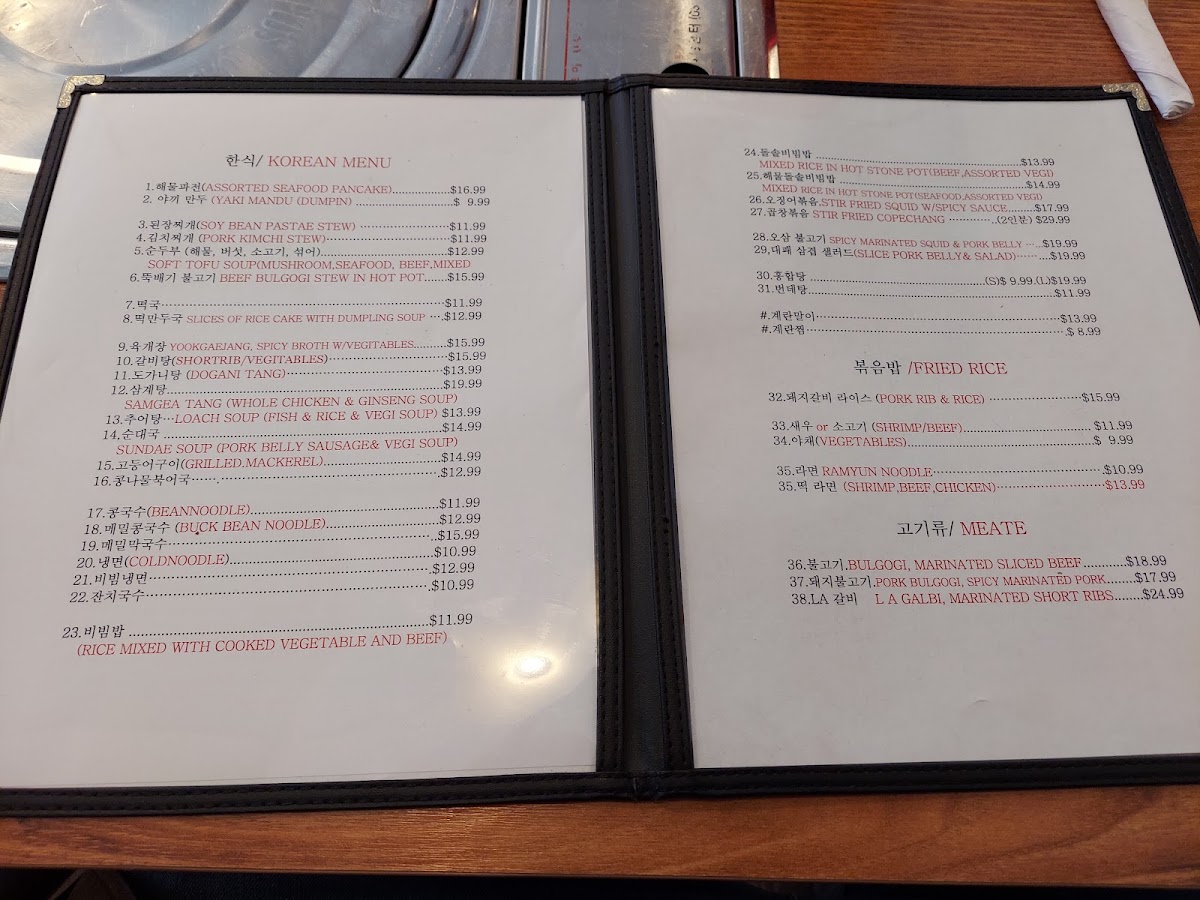 한식/ KOREAN MENU
1.해물파전(ASSORTED SEAFOOD PANCAKE)....................$16.99
2. 야끼 만두 (YAKI MANDU (DUMPIN) ........................$ 9.99
3.된장찌개(SOY BEAN PASTAE STEW) ........................$11.99
4.김치찌개 (PORK KIMCHI STEW)........................$11.99
5.순두부 (해물, 버섯, 소고기, 섞어)........................$12.99
SOFT TOFU SOUP(MUSHROOM,SEAFOOD, BEEF,MIXED
6.뚝배기 불고기 BEEF BULGOGI STEW IN HOT POT.......$15.99
7.떡국........................$11.99
8.떡만두국 SLICES OF RICE CAKE WITH DUMPLING SOUP ....$12.99
9.육개장 YOOKGAEJANG, SPICY BROTH W/VEGITABLES.........$15.99
10.갈비탕(SHORTRIB/VEGITABLES)........................$15.99
11.도가니탕 (DOGANI TANG)........................$13.99
12.삼계탕........................$19.99
SAMGEA TANG (WHOLE CHICKEN & GINSENG SOUP)
13.추어탕...LOACH SOUP (FISH & RICE & VEGI SOUP) $13.99
14.순대국 ........................$14.99
SUNDAE SOUP (PORK BELLY SAUSAGE& VEGI SOUP)
15.고등어구이(GRILLED.MACKEREL)........................$14.99
16.콩나물북어국........................$12.99
17.콩국수(BEANNOODLE)........................$11.99
18.메밀콩국수 (BUCK BEAN NOODLE)........................$12.99
19.메밀막국수........................$15.99
20.냉면(COLDNOODLE)........................$10.99
21.비빔냉면........................$12.99
22.잔치국수........................$10.99
23.비빔밥 ........................$11.99
(RICE MIXED WITH COOKED VEGETABLE AND BEEF)
24.돌솥비빔밥 ........................$13.99
MIXED RICE IN HOT STONE POT(BEEF,ASSORTED VEGI)
25.해물돌솥비빔밥 ........................$14.99
MIXED RICE IN HOT STONE POT(SEAFOOD,ASSORTED VEGI)
26.오징어볶음,STIR FRIED SQUID W/SPICY SAUCE.......$17.99
27.곱창볶음 STIR FRIED COPECHANG ............(2인분) $29.99
28.오삼 불고기 SPICY MARINATED SQUID & PORK BELLY ......$19.99
29,대패 삼겹 샐러드(SLICE PORK BELLY& SALAD)..........$19.99
30.홍합탕 ........................(S)$ 9.99.(L)$19.99
31.번데탕........................$11.99
#.계란말이........................$13.99
#.계란찜........................$ 8.99
볶음밥 /FRIED RICE
32.돼지갈비 라이스 (PORK RIB & RICE) ........................$15.99
33.새우 or 소고기 (SHRIMP/BEEF)........................ $11.99
34.야채(VEGETABLES)........................$ 9.99
35.라면 RAMYUN NOODLE........................$10.99
35.떡 라면 (SHRIMP,BEEF,CHICKEN)........................$13.99
고기류/ MEATE
36.불고기,BULGOGI, MARINATED SLICED BEEF...........$18.99
37.돼지불고기,PORK BULGOGI, SPICY MARINATED PORK........$17.99
38.LA 갈비 L A GALBI, MARINATED SHORT RIBS........$24.99